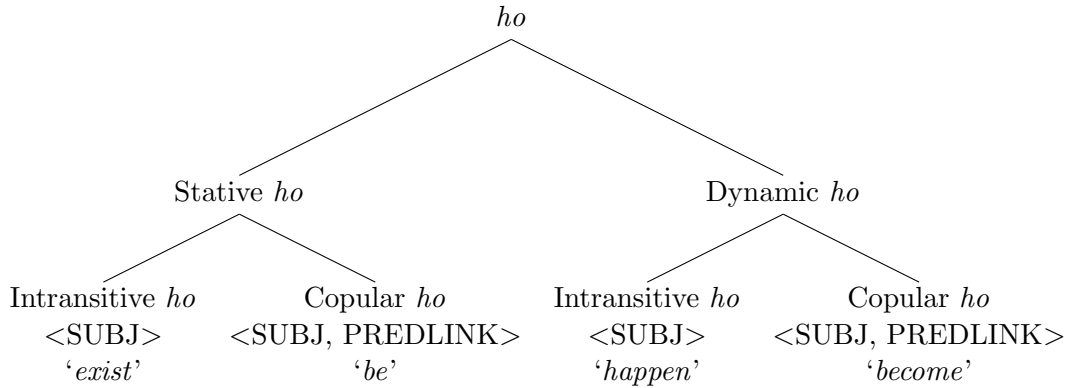 ho
Stative ho Dynamic ho
Intransitive ho Copular ho Intransitive ho Copular ho
<SUBJ> <SUBJ, PREDLINK> <SUBJ> <SUBJ, PREDLINK>
‘exist’ ‘be’ ‘happen’ ‘become’